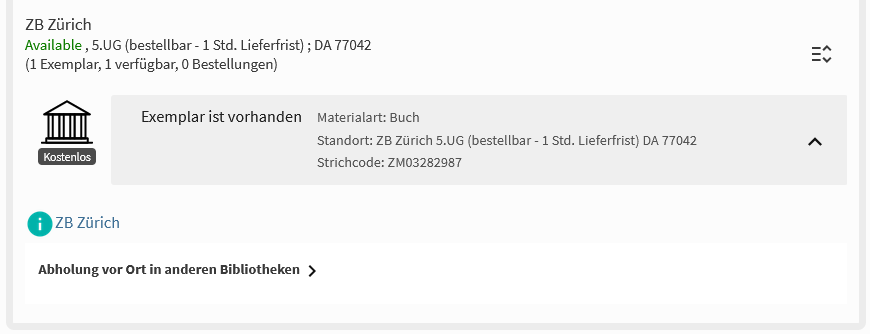 ZB Zürich
Available , 5.UG (bestellbar - 1 Std. Lieferfrist) ; DA 77042
(1 Exemplar, 1 verfügbar, 0 Bestellungen)
Kostenlos
Exemplar ist vorhanden
Materialart: Buch
Standort: ZB Zürich 5.UG (bestellbar - 1 Std. Lieferfrist) DA 77042
Strichcode: ZM03282987
i ZB Zürich
Abholung vor Ort in anderen Bibliotheken